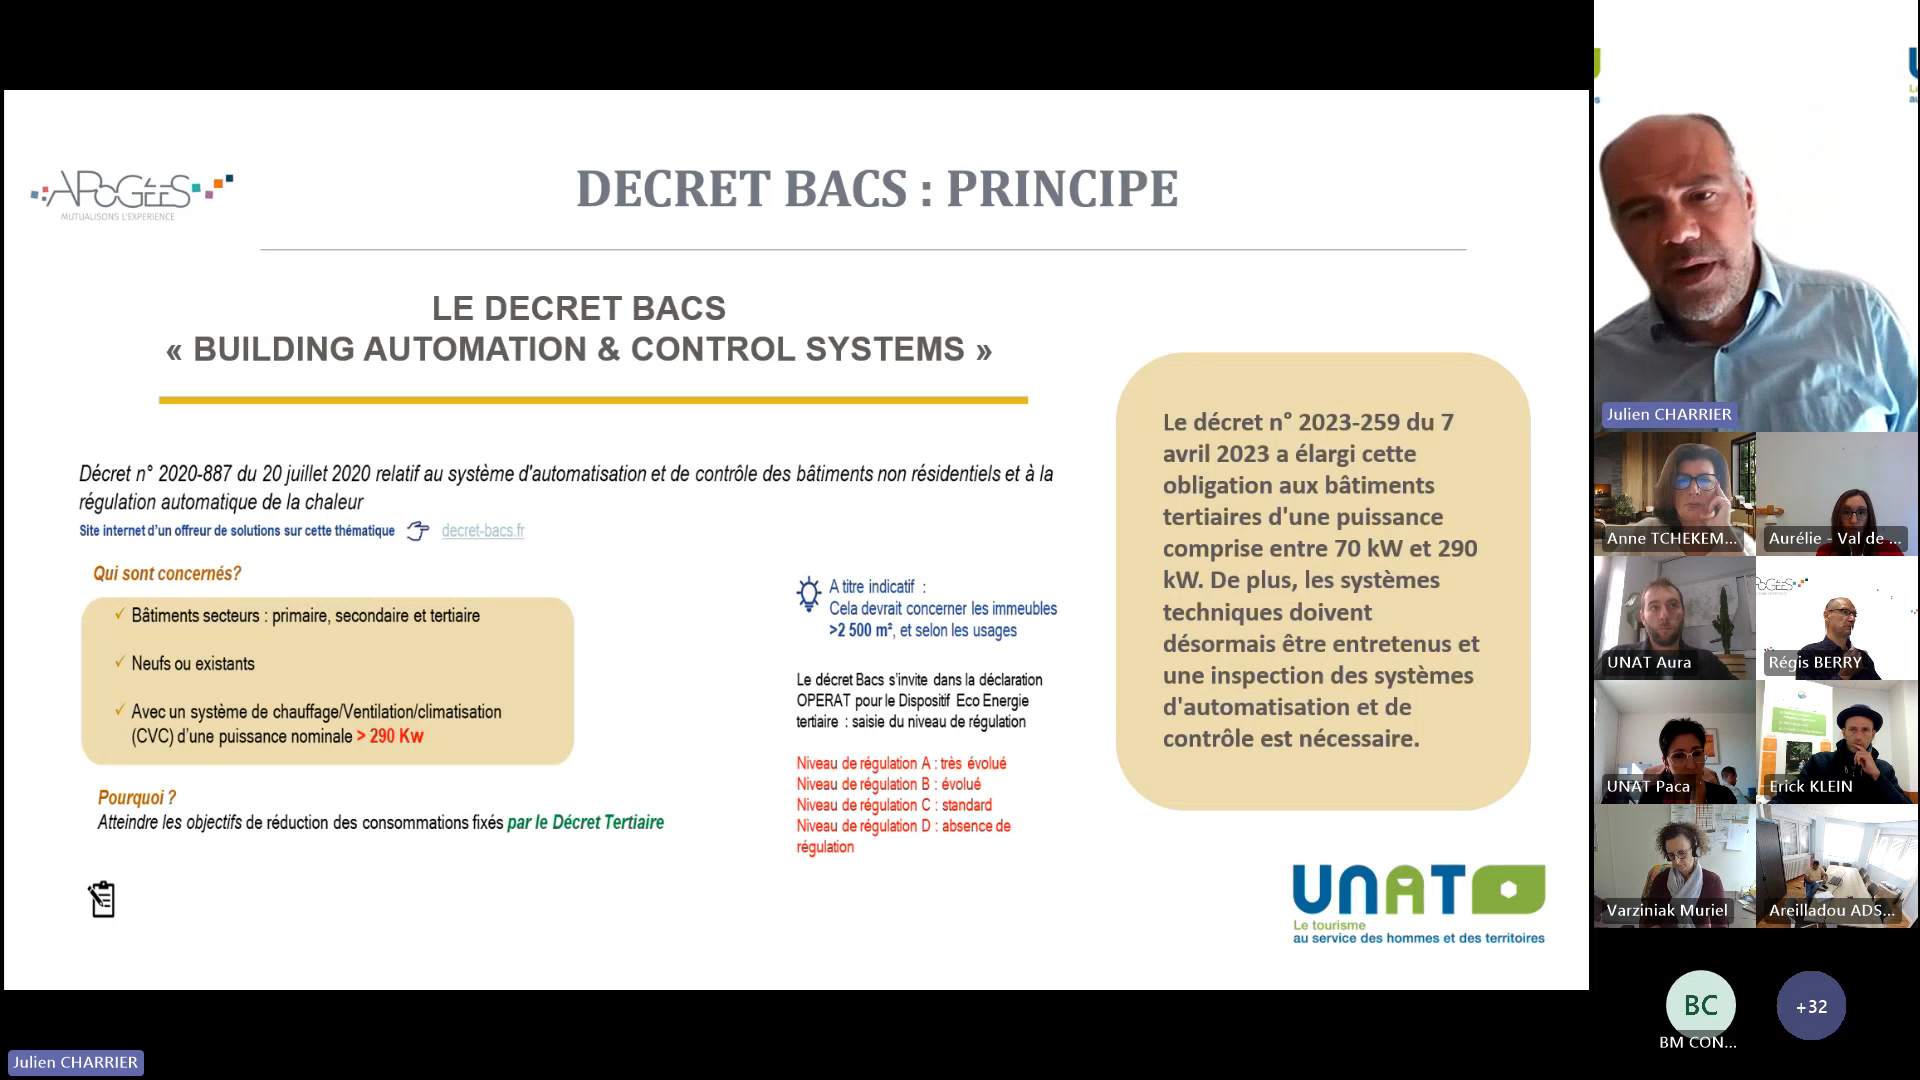 APOGÉES
MUTUALISONS L'EXPERIENCE
DECRET BACS : PRINCIPE
LE DECRET BACS
« BUILDING AUTOMATION & CONTROL SYSTEMS »
Décret n° 2020-887 du 20 juillet 2020 relatif au système d'automatisation et de contrôle des bâtiments non résidentiels et à la
régulation automatique de la chaleur
Site internet d'un offreur de solutions sur cette thématique decret-bacs.fr
Qui sont concernés?
✓ Bâtiments secteurs : primaire, secondaire et tertiaire
✓ Neufs ou existants
✓ Avec un système de chauffage/Ventilation/climatisation
(CVC) d'une puissance nominale > 290 Kw
Pourquoi ?
Atteindre les objectifs de réduction des consommations fixés par le Décret Tertiaire
A titre indicatif :
Cela devrait concerner les immeubles
>2 500 m², et selon les usages
Le décret Bacs s'invite dans la déclaration
OPERAT pour le Dispositif Eco Energie
tertiaire : saisie du niveau de régulation
Niveau de régulation A : très évolué
Niveau de régulation B : évolué
Niveau de régulation C : standard
Niveau de régulation D : absence de
régulation
Le décret n° 2023-259 du 7
avril 2023 a élargi cette
obligation aux bâtiments
tertiaires d'une puissance
comprise entre 70 kW et 290
kW. De plus, les systèmes
techniques doivent
désormais être entretenus et
une inspection des systèmes
d'automatisation et de
contrôle est nécessaire.
UNAT
Le tourisme
au service des hommes et des territoires
Julien CHARRIER
Julien CHARRIER
Anne TCHEKEM...
Aurélie - Val de ...
UNAT Aura
Régis BERRY
UNAT Paca
Erick KLEIN
Varziniak Muriel
Areilladou ADS...
BC
BM CON...
+32